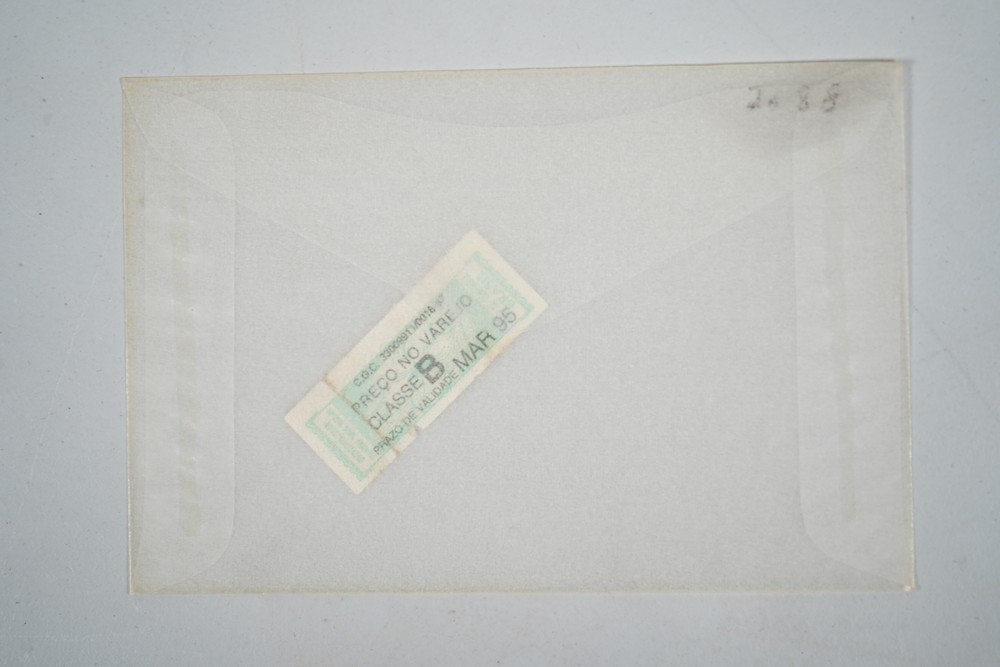 2088
C.G.C.
PREÇO NO VAREJO
CLASSE B
PRAZO DE VALIDADE MAR 95